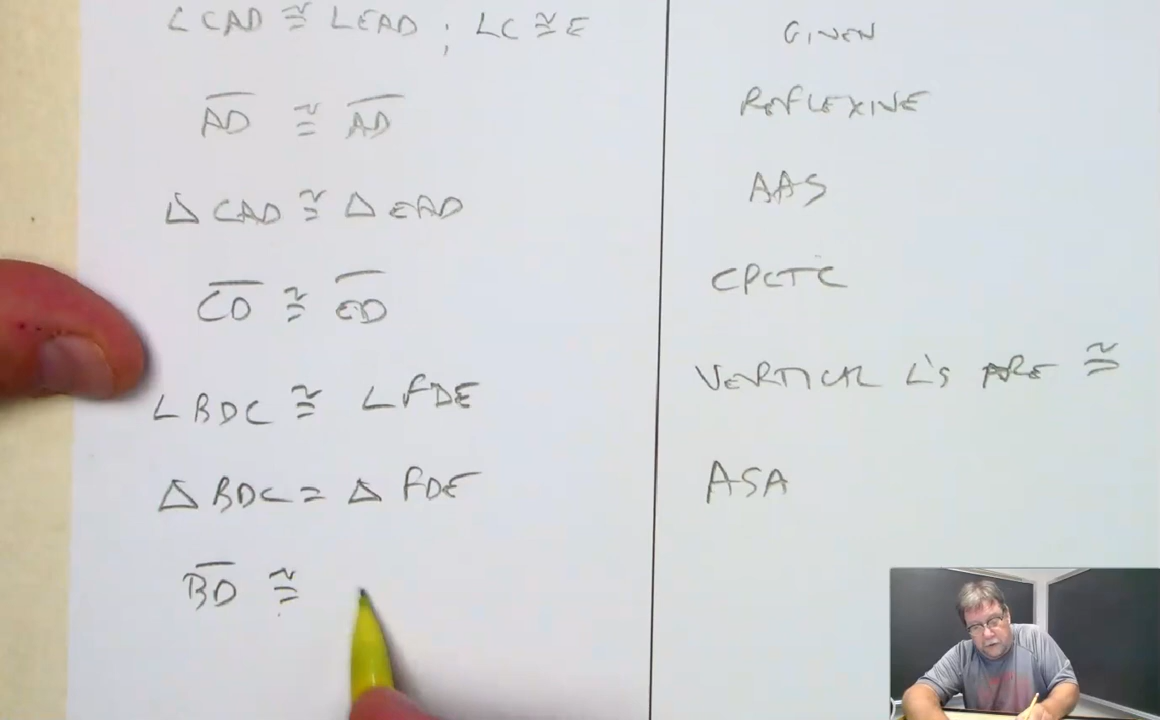 ∠CAD ≅ ∠EAD ; ∠C ≅ E GIVEN
AD ≅ AD REFLEXIVE
△CAD ≅ △EAD AAS
CD ≅ ED CPCTC
∠BDC ≅ ∠FDE VERTICAL ∠'S ARE ≅
△BDC = △FDE ASA
BD ≅